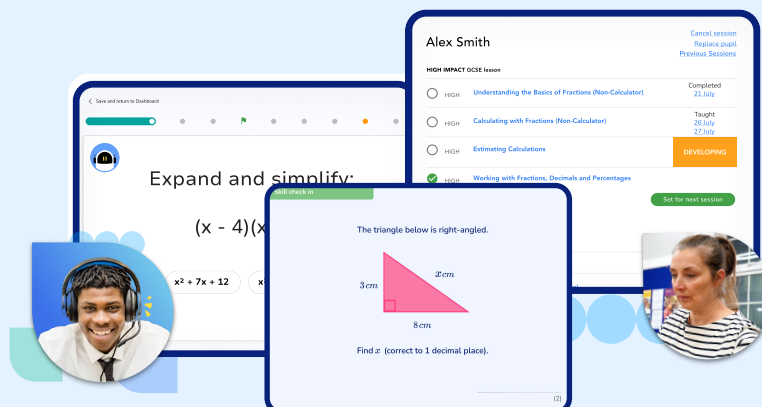 Save and return to Dashboard
Expand and simplify:
(x - 4)(x
x² + 7x + 12
x
Alex Smith
Cancel session
Replace pupil
Previous Sessions
HIGH IMPACT GCSE lesson
HIGH Understanding the Basics of Fractions (Non-Calculator) Completed
21 July
HIGH Calculating with Fractions (Non-Calculator) Taught
26 July
27 July
HIGH Estimating Calculations DEVELOPING
HIGH Working with Fractions, Decimals and Percentages
Set for next session
Skill check in
The triangle below is right-angled.
3 cm
x cm
8 cm
Find x (correct to 1 decimal place).
(2)